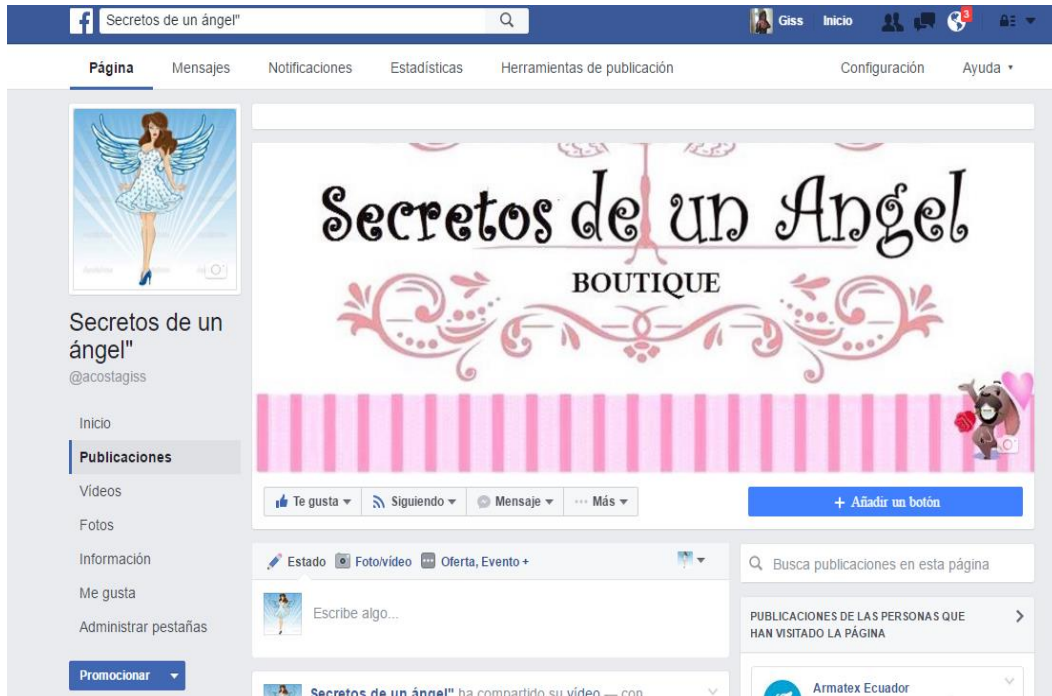 f Secretos de un ángel"
Giss Inicio 3
Página Mensajes Notificaciones Estadísticas Herramientas de publicación Configuración Ayuda
Secretos de un Angel
BOUTIQUE
Secretos de un
ángel"
@acostagiss
Inicio
Publicaciones
Vídeos
Fotos
Información
Me gusta
Administrar pestañas
Promocionar
Te gusta Siguiendo Mensaje ··· Más
+ Añadir un botón
Estado Foto/vídeo Oferta, Evento +
Escribe algo...
Secretos de un ángel" ha compartido su vídeo — con
Busca publicaciones en esta página
PUBLICACIONES DE LAS PERSONAS QUE
HAN VISITADO LA PÁGINA
Armatex Ecuador